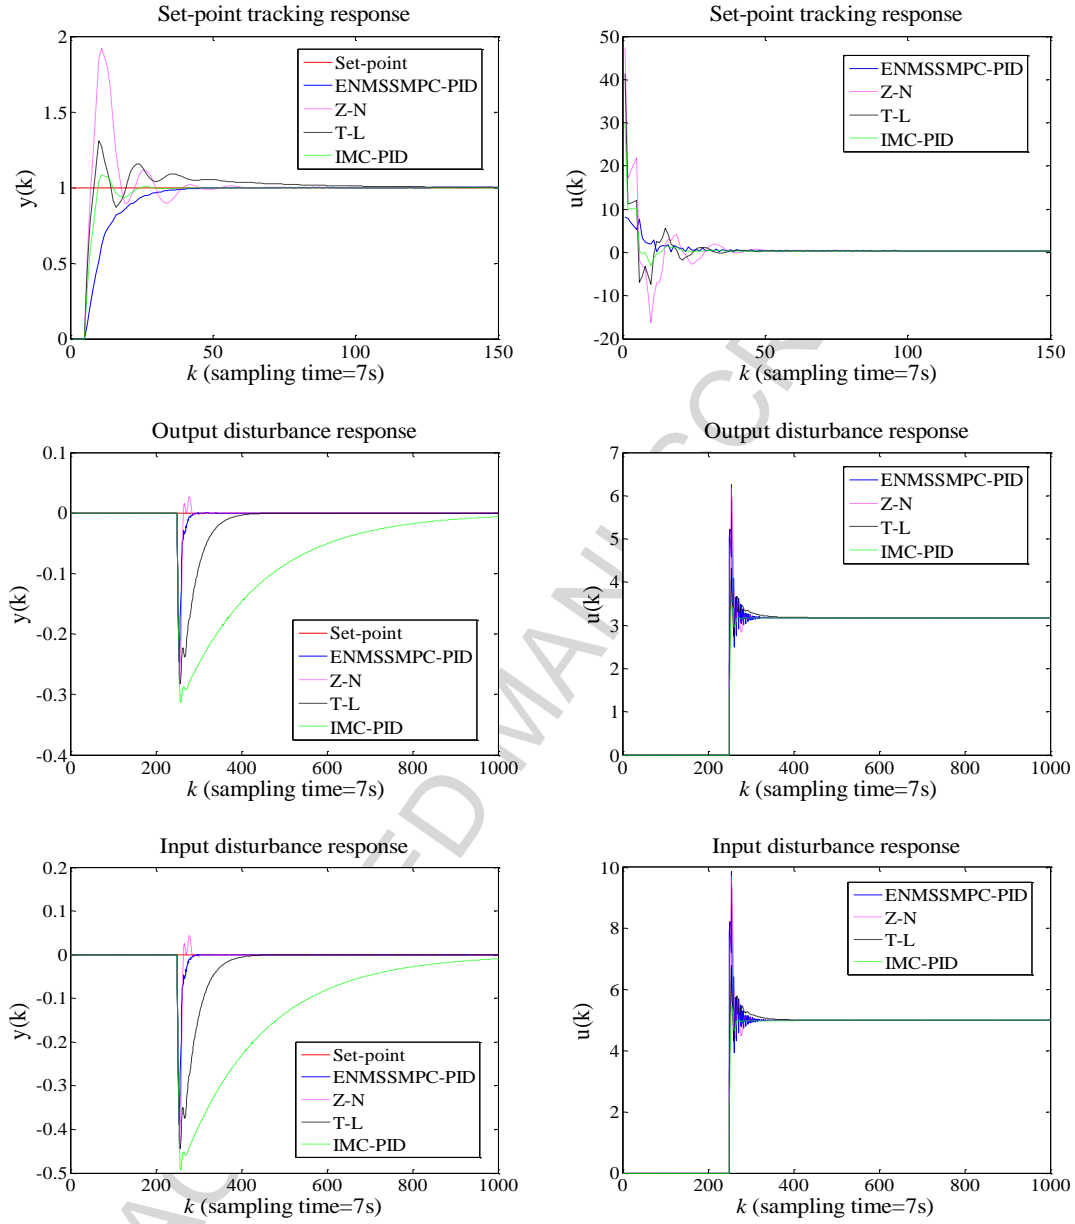 Set-point tracking response
2
1.5
1
0.5
0
y(k)
Set-point
ENMSSMPC-PID
Z-N
T-L
IMC-PID
0 50 100 150
k (sampling time=7s)
Set-point tracking response
50
40
30
20
10
0
-10
-20
u(k)
ENMSSMPC-PID
Z-N
T-L
IMC-PID
0 50 100 150
k (sampling time=7s)
Output disturbance response
0.1
0
-0.1
-0.2
-0.3
-0.4
y(k)
Set-point
ENMSSMPC-PID
Z-N
T-L
IMC-PID
0 200 400 600 800 1000
k (sampling time=7s)
Output disturbance response
7
6
5
4
3
2
1
0
u(k)
ENMSSMPC-PID
Z-N
T-L
IMC-PID
0 200 400 600 800 1000
k (sampling time=7s)
Input disturbance response
0.2
0.1
0
-0.1
-0.2
-0.3
-0.4
-0.5
y(k)
Set-point
ENMSSMPC-PID
Z-N
T-L
IMC-PID
0 200 400 600 800 1000
k (sampling time=7s)
Input disturbance response
10
8
6
4
2
0
u(k)
ENMSSMPC-PID
Z-N
T-L
IMC-PID
0 200 400 600 800 1000
k (sampling time=7s)